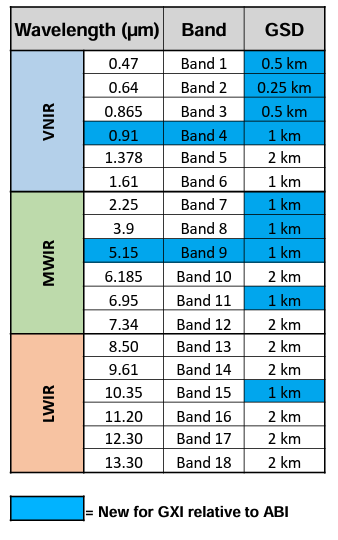 Wavelength (µm) Band GSD
VNIR
0.47 Band 1 0.5 km
0.64 Band 2 0.25 km
0.865 Band 3 0.5 km
0.91 Band 4 1 km
1.378 Band 5 2 km
1.61 Band 6 1 km
MWIR
2.25 Band 7 1 km
3.9 Band 8 1 km
5.15 Band 9 1 km
6.185 Band 10 2 km
6.95 Band 11 1 km
7.34 Band 12 2 km
LWIR
8.50 Band 13 2 km
9.61 Band 14 2 km
10.35 Band 15 1 km
11.20 Band 16 2 km
12.30 Band 17 2 km
13.30 Band 18 2 km
= New for GXI relative to ABI